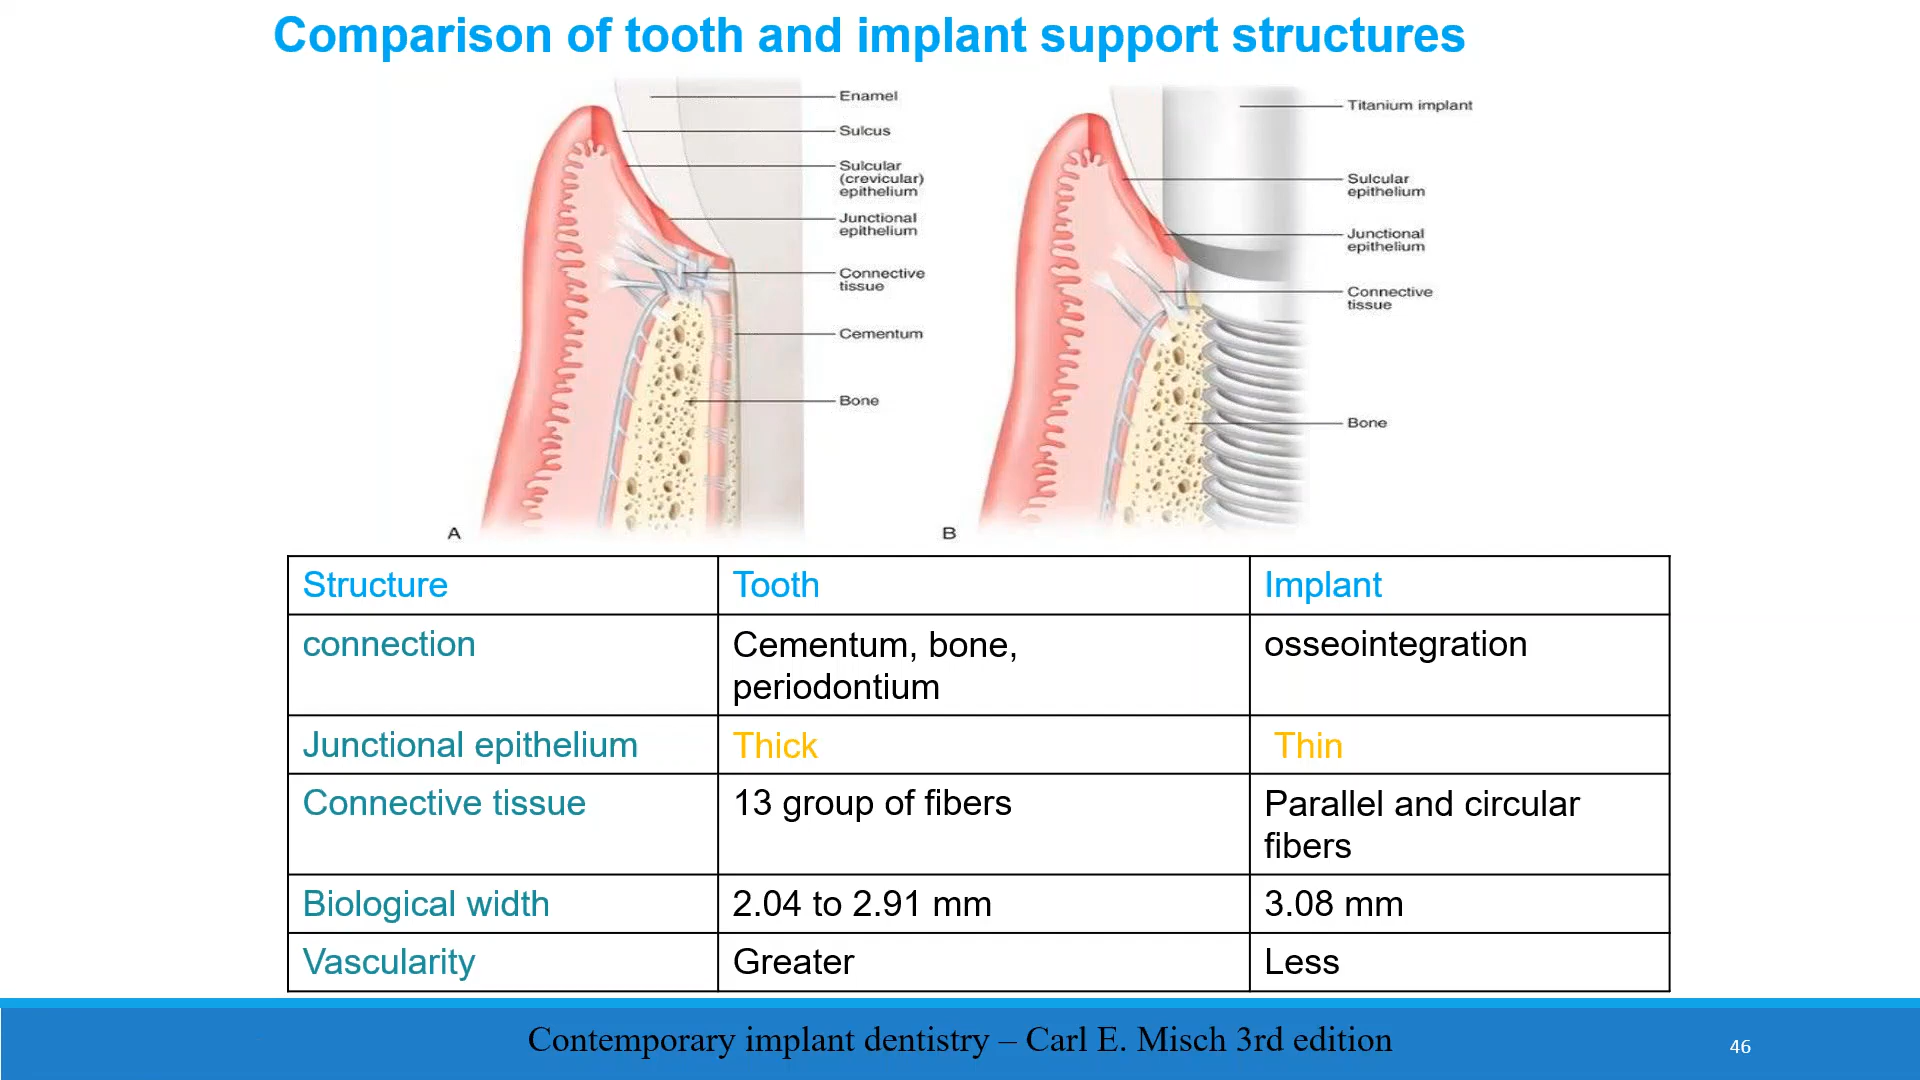 Comparison of tooth and implant support structures
Enamel
Sulcus
Sulcular
(crevicular)
epithelium
Junctional
epithelium
Connective
tissue
Cementum
Bone
A
Titanium implant
Sulcular
epithelium
Junctional
epithelium
Connective
tissue
Bone
B
Structure
Tooth
Implant
connection
Cementum, bone,
periodontium
osseointegration
Junctional epithelium
Thick
Thin
Connective tissue
13 group of fibers
Parallel and circular
fibers
Biological width
2.04 to 2.91 mm
3.08 mm
Vascularity
Greater
Less
Contemporary implant dentistry – Carl E. Misch 3rd edition
46